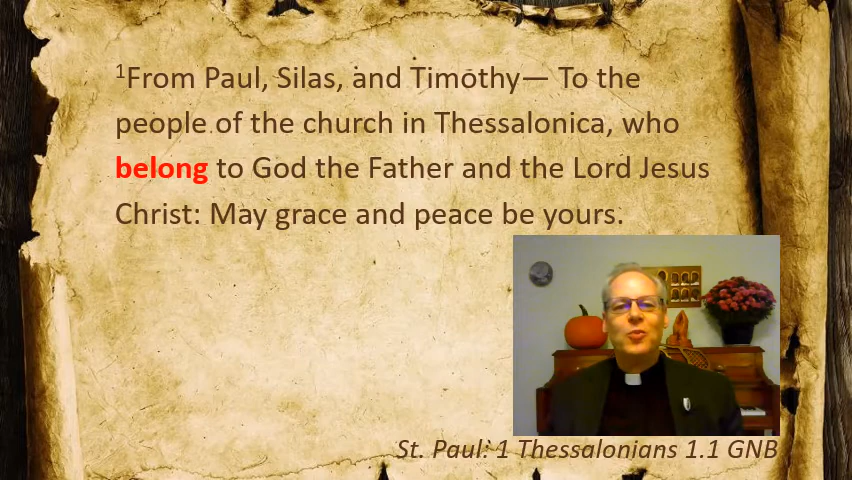 ¹From Paul, Silas, and Timothy— To the
people of the church in Thessalonica, who
belong to God the Father and the Lord Jesus
Christ: May grace and peace be yours.
St. Paul: 1 Thessalonians 1.1 GNB